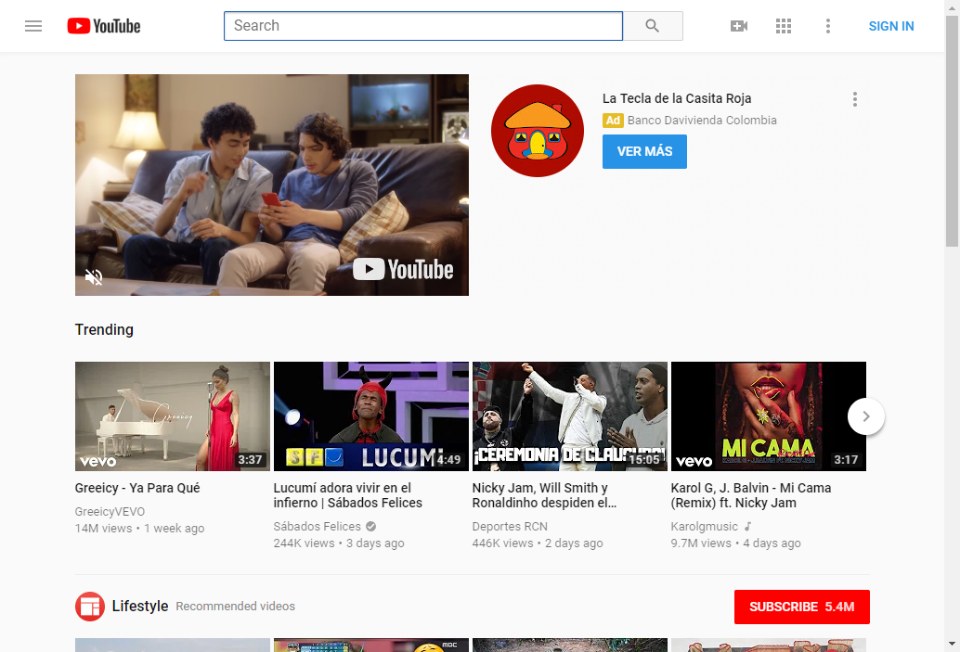 YouTube
Search
SIGN IN
YouTube
La Tecla de la Casita Roja
Ad Banco Davivienda Colombia
VER MÁS
Trending
Greeicy
vevo
3:37
SFL LUCUMÍ
4:49
¡CEREMONIA DE
15:05
MI CAMA
vevo
3:17
Greeicy - Ya Para Qué
GreeicyVEVO
14M views • 1 week ago
Lucumí adora vivir en el
infierno | Sábados Felices
Sábados Felices
244K views • 3 days ago
Nicky Jam, Will Smith y
Ronaldinho despiden el...
Deportes RCN
446K views • 2 days ago
Karol G, J. Balvin - Mi Cama
(Remix) ft. Nicky Jam
Karolgmusic
9.7M views • 4 days ago
Lifestyle Recommended videos
SUBSCRIBE 5.4M
MBC